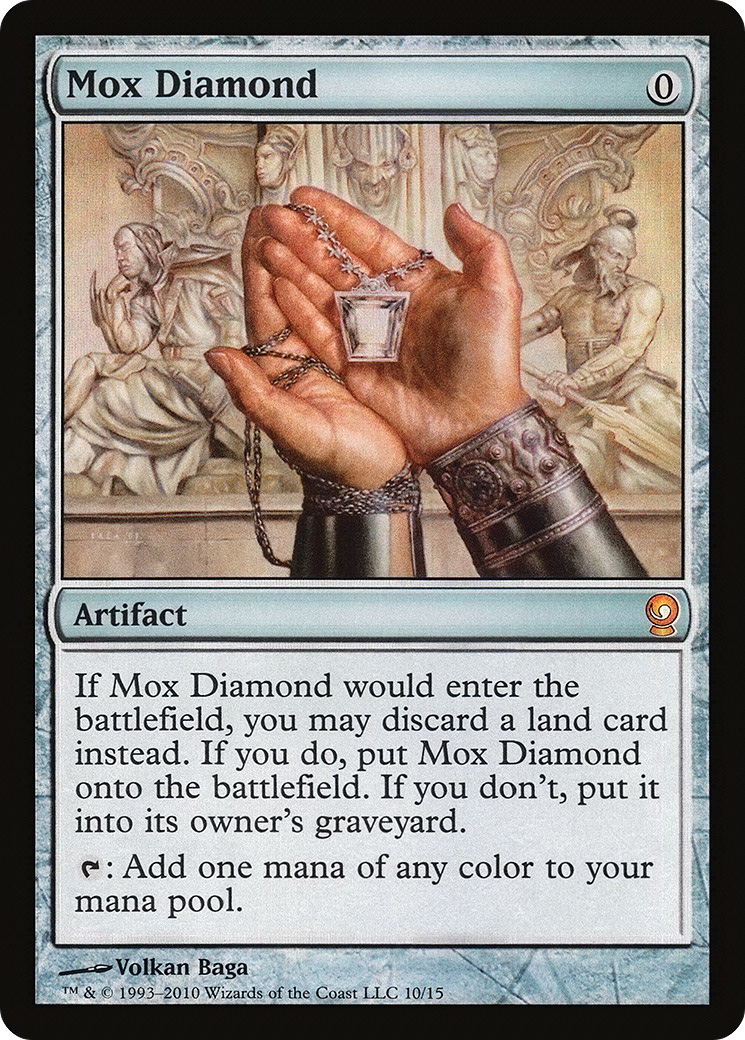 Mox Diamond
0
Artifact
If Mox Diamond would enter the
battlefield, you may discard a land card
instead. If you do, put Mox Diamond
onto the battlefield. If you don't, put it
into its owner's graveyard.
: Add one mana of any color to your
mana pool.
Volkan Baga
™ & © 1993–2010 Wizards of the Coast LLC 10/15